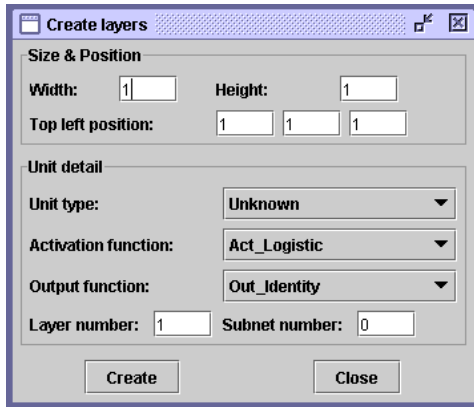 Create layers
Size & Position
Width: 1 Height: 1
Top left position: 1 1 1
Unit detail
Unit type: Unknown
Activation function: Act_Logistic
Output function: Out_Identity
Layer number: 1 Subnet number: 0
Create Close